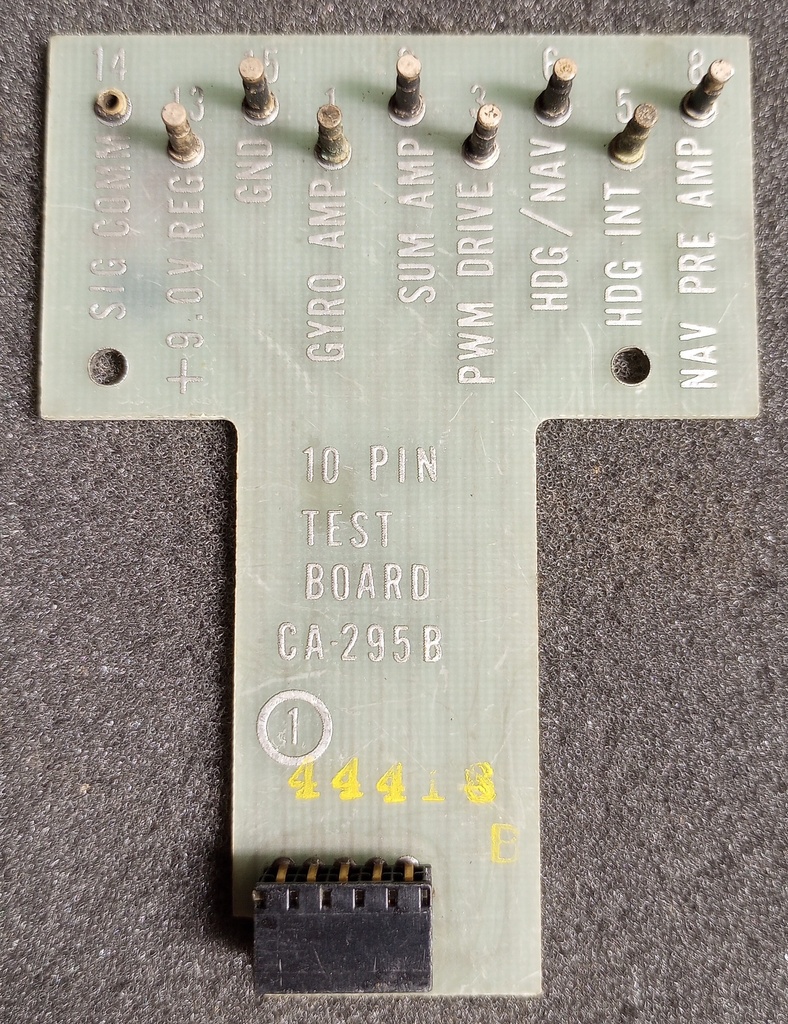 14
13
15
1
6
3
5
8
SIG COMM
+9.0V REG
GND
GYRO AMP
SUM AMP
PWM DRIVE
HDG/NAV
HDG INT
NAV PRE AMP
10 PIN
TEST
BOARD
CA-295B
1
44418
B